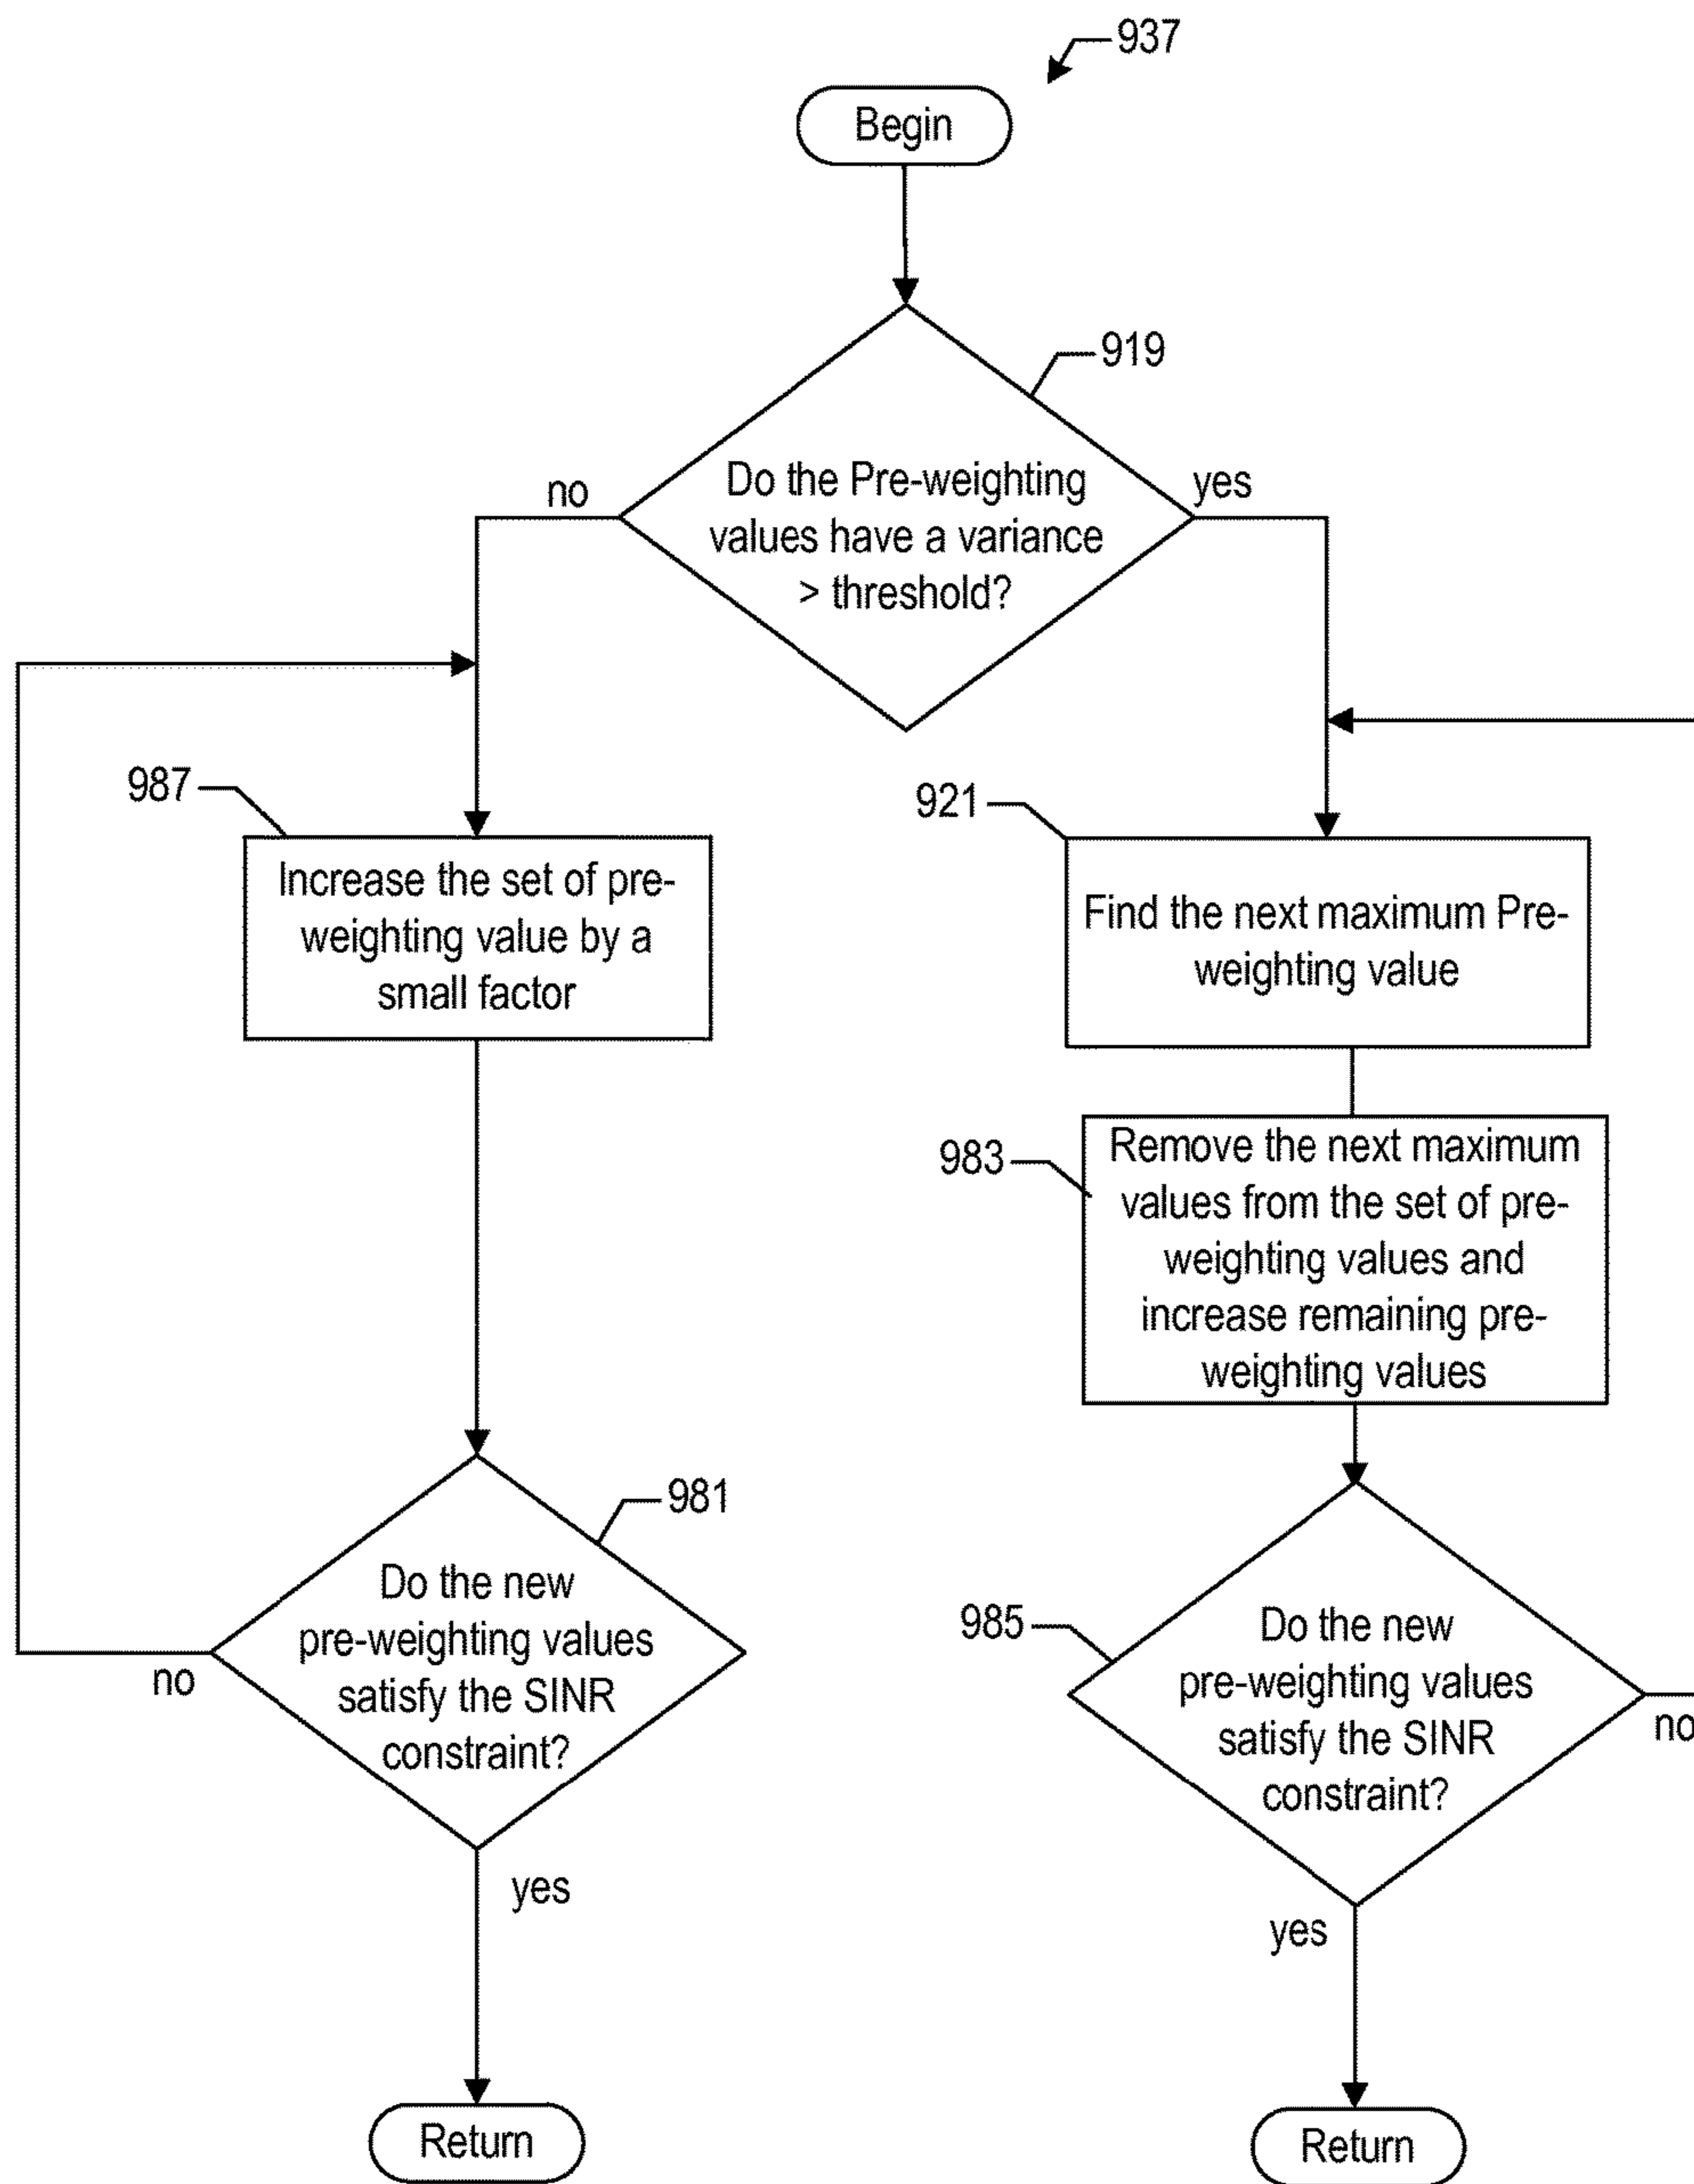 937
Begin
919
Do the Pre-weighting
values have a variance
> threshold?
no
yes
987
Increase the set of pre-
weighting value by a
small factor
921
Find the next maximum Pre-
weighting value
983
Remove the next maximum
values from the set of pre-
weighting values and
increase remaining pre-
weighting values
981
Do the new
pre-weighting values
satisfy the SINR
constraint?
no
yes
985
Do the new
pre-weighting values
satisfy the SINR
constraint?
no
yes
Return
Return